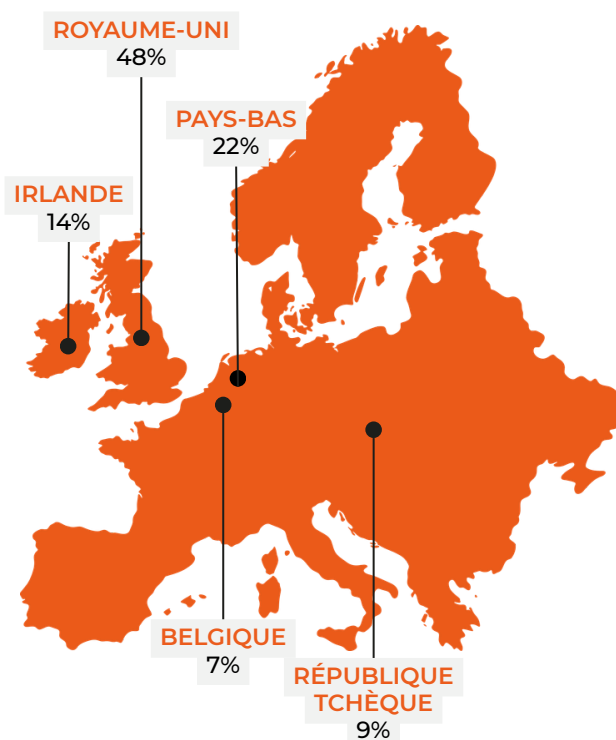 ROYAUME-UNI
48%
PAYS-BAS
22%
IRLANDE
14%
BELGIQUE
7%
RÉPUBLIQUE
TCHÈQUE
9%